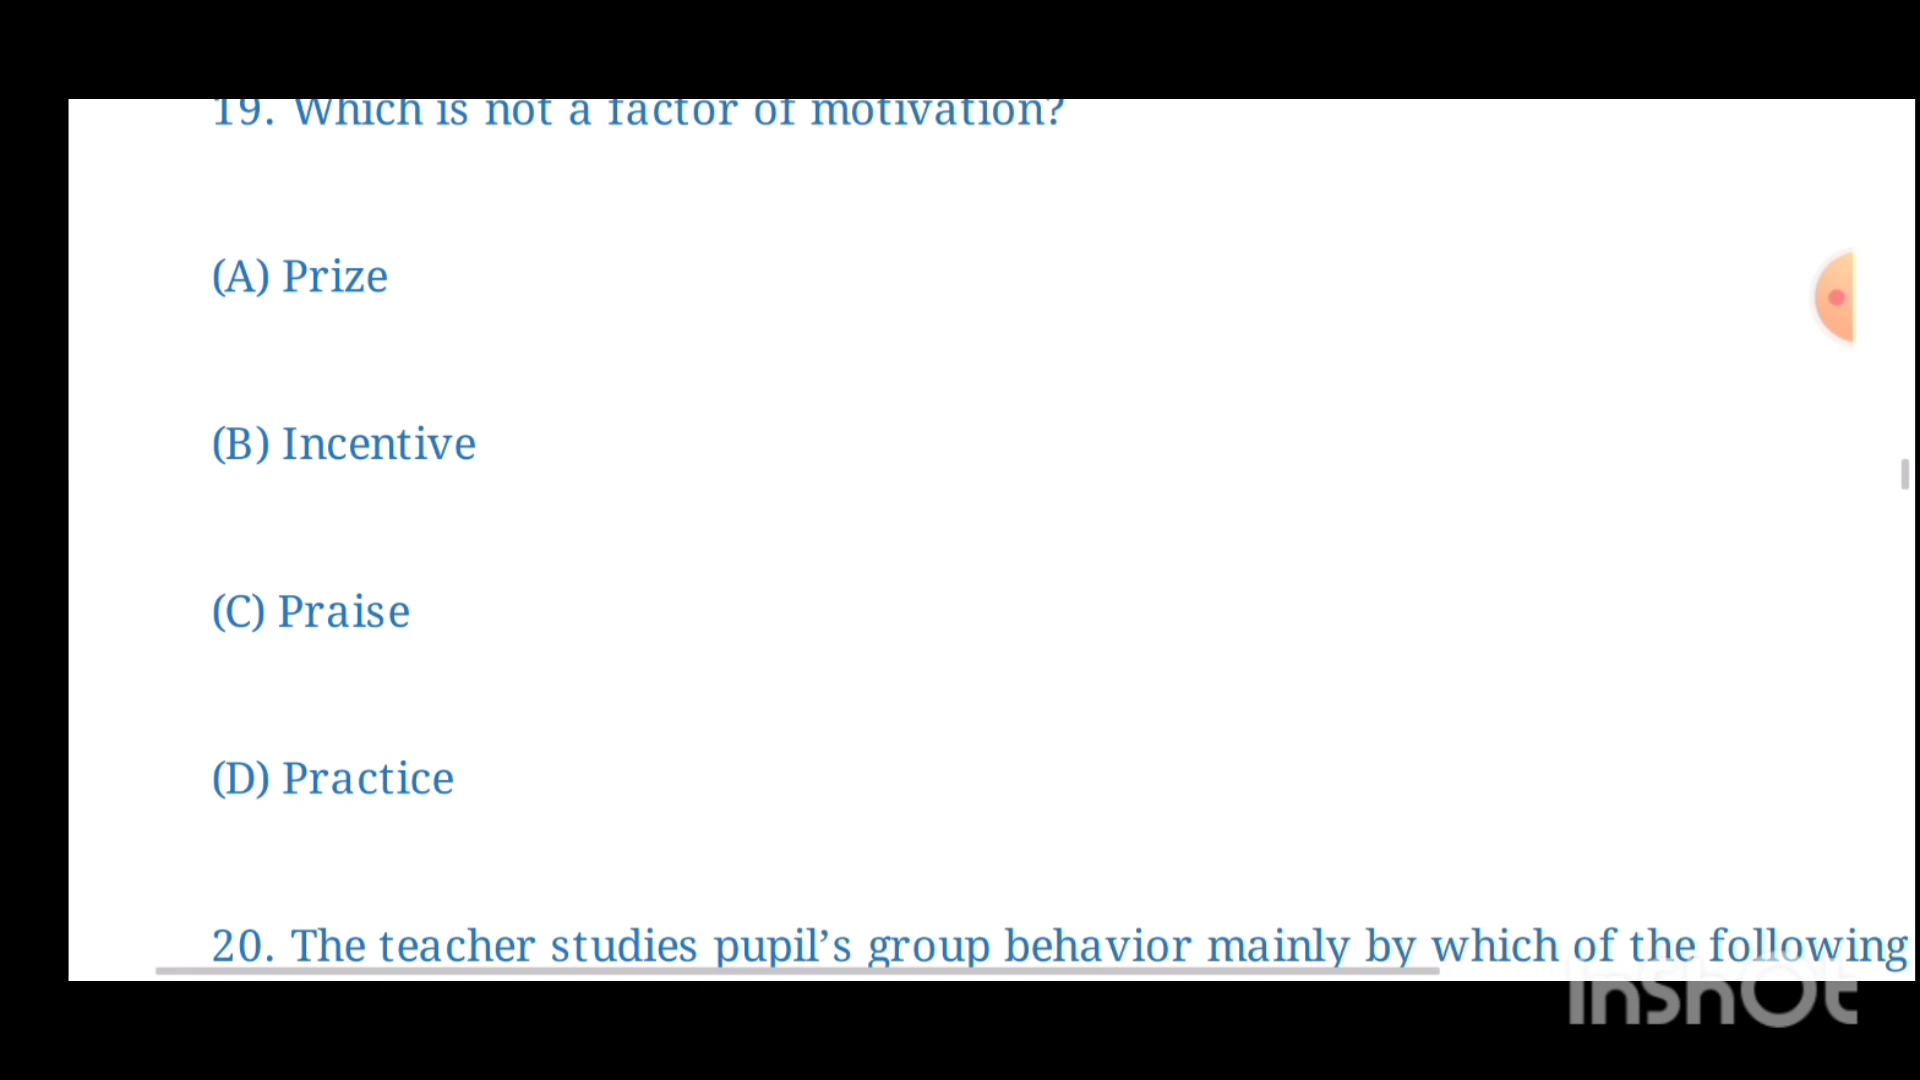 19. Which is not a factor of motivation?
(A) Prize
(B) Incentive
(C) Praise
(D) Practice
20. The teacher studies pupil’s group behavior mainly by which of the following
InShOt